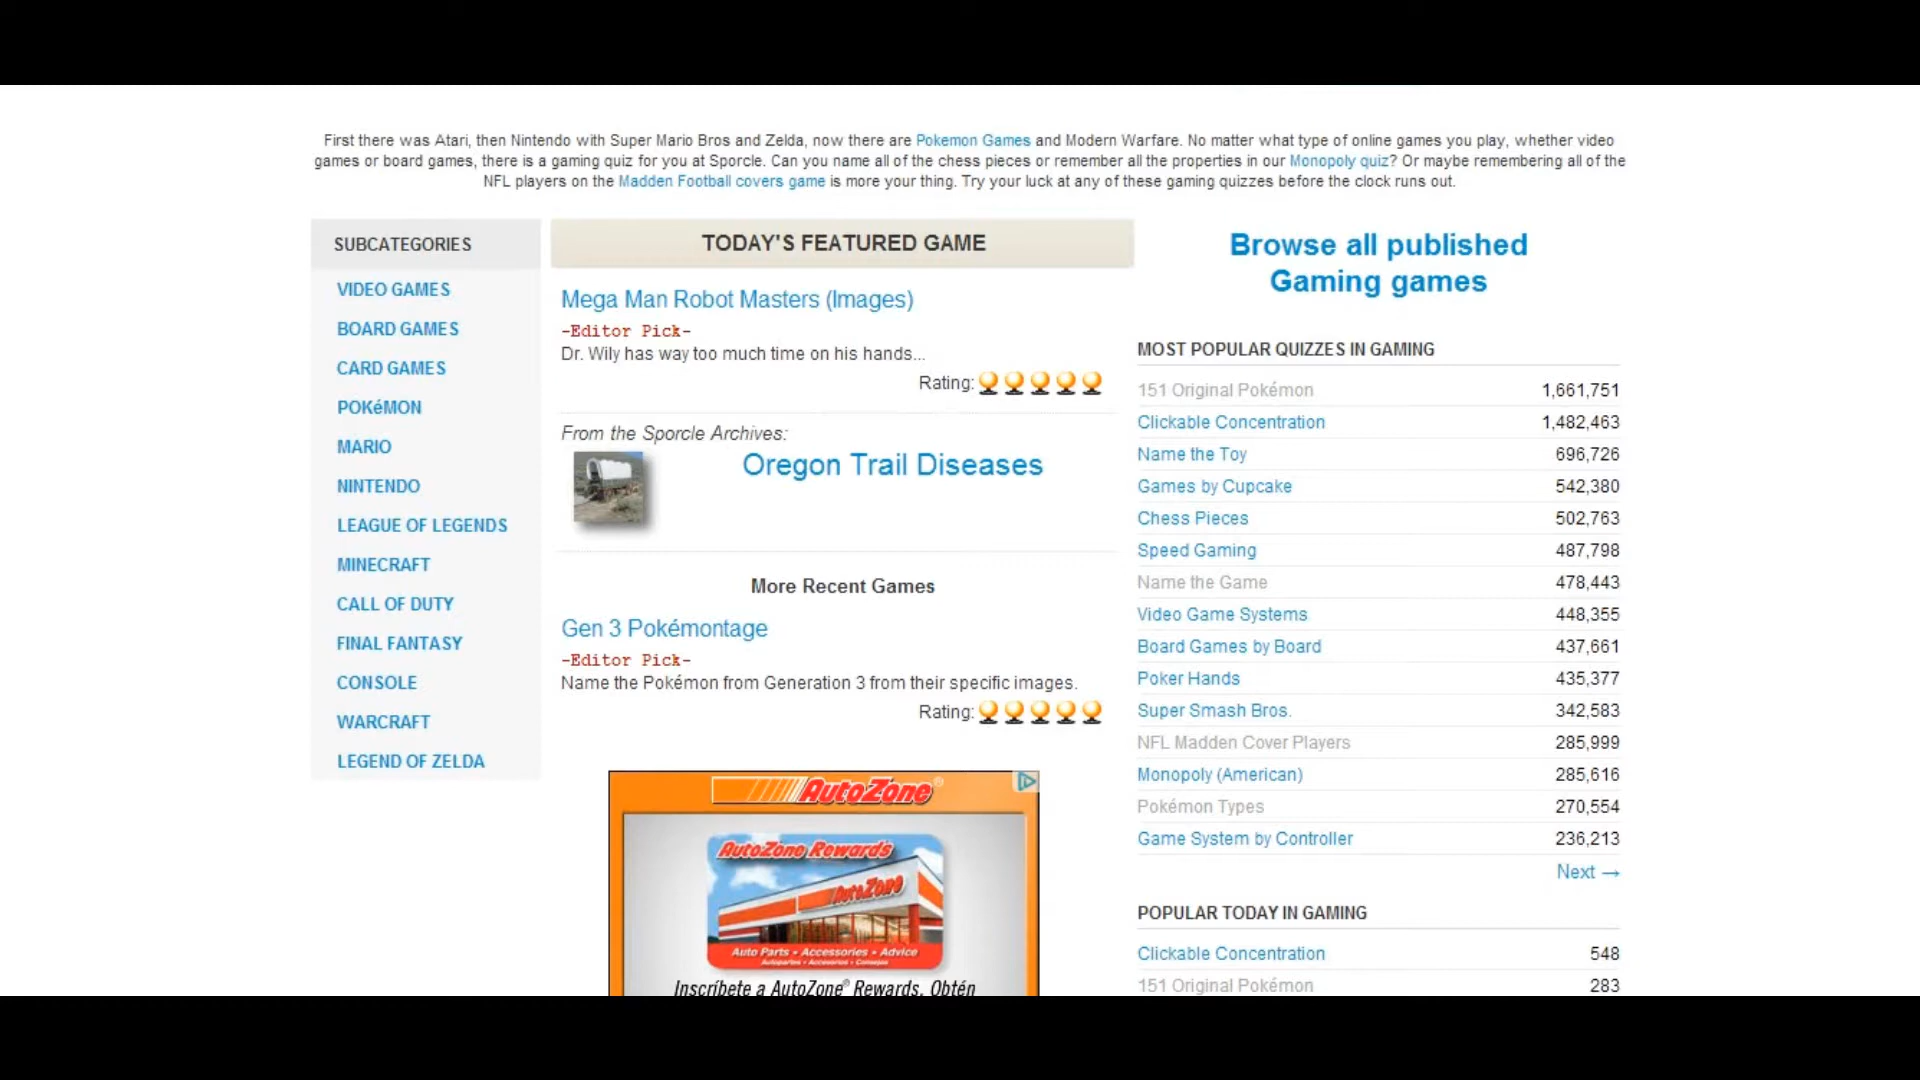 First there was Atari, then Nintendo with Super Mario Bros and Zelda, now there are Pokemon Games and Modern Warfare. No matter what type of online games you play, whether video
games or board games, there is a gaming quiz for you at Sporcle. Can you name all of the chess pieces or remember all the properties in our Monopoly quiz? Or maybe remembering all of the
NFL players on the Madden Football covers game is more your thing. Try your luck at any of these gaming quizzes before the clock runs out.
SUBCATEGORIES
VIDEO GAMES
BOARD GAMES
CARD GAMES
POKéMON
MARIO
NINTENDO
LEAGUE OF LEGENDS
MINECRAFT
CALL OF DUTY
FINAL FANTASY
CONSOLE
WARCRAFT
LEGEND OF ZELDA
TODAY'S FEATURED GAME
Mega Man Robot Masters (Images)
-Editor Pick-
Dr. Wily has way too much time on his hands...
Rating:
From the Sporcle Archives:
Oregon Trail Diseases
More Recent Games
Gen 3 Pokémontage
-Editor Pick-
Name the Pokémon from Generation 3 from their specific images.
Rating:
AutoZone®
AutoZone Rewards
AutoZone
Auto Parts • Accessories • Advice
Autopartes • Accesorios • Consejos
Inscríbete a AutoZone® Rewards. Obtén
Browse all published
Gaming games
MOST POPULAR QUIZZES IN GAMING
151 Original Pokémon 1,661,751
Clickable Concentration 1,482,463
Name the Toy 696,726
Games by Cupcake 542,380
Chess Pieces 502,763
Speed Gaming 487,798
Name the Game 478,443
Video Game Systems 448,355
Board Games by Board 437,661
Poker Hands 435,377
Super Smash Bros. 342,583
NFL Madden Cover Players 285,999
Monopoly (American) 285,616
Pokémon Types 270,554
Game System by Controller 236,213
Next →
POPULAR TODAY IN GAMING
Clickable Concentration 548
151 Original Pokémon 283